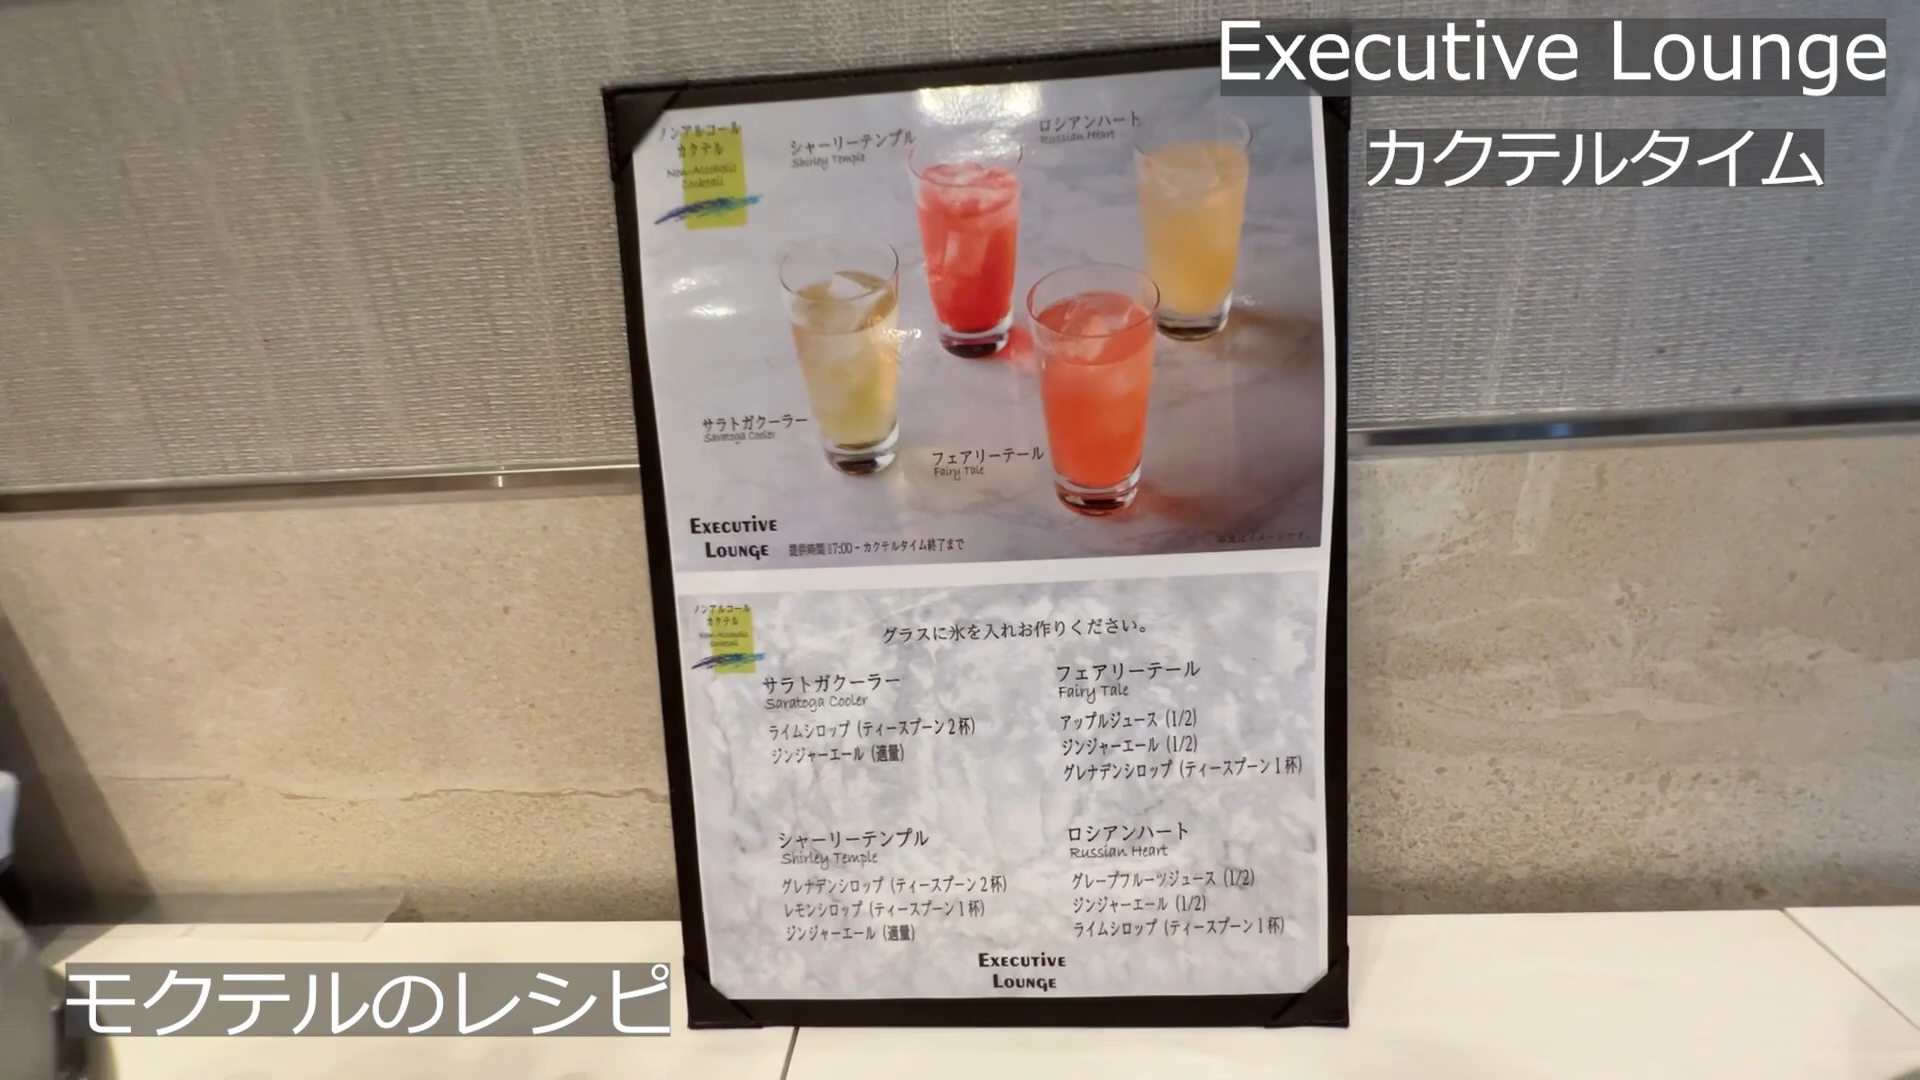 Executive Lounge
カクテルタイム
ノンアルコール
カクテル
Non-Alcoholic
Cocktail
シャーリーテンプル
Shirley Temple
ロシアンハート
Russian Heart
サラトガクーラー
Saratoga Cooler
フェアリーテール
Fairy Tale
EXECUTIVE
LOUNGE
提供時間 17:00 - カクテルタイム終了まで
ノンアルコール
カクテル
Non-Alcoholic
Cocktail
グラスに氷を入れお作りください。
サラトガクーラー
Saratoga Cooler
ライムシロップ (ティースプーン2杯)
ジンジャーエール (適量)
フェアリーテール
Fairy Tale
アップルジュース (1/2)
ジンジャーエール (1/2)
グレナデンシロップ (ティースプーン1杯)
シャーリーテンプル
Shirley Temple
グレナデンシロップ (ティースプーン2杯)
レモンシロップ (ティースプーン1杯)
ジンジャーエール (適量)
ロシアンハート
Russian Heart
グレープフルーツジュース (1/2)
ジンジャーエール (1/2)
ライムシロップ (ティースプーン1杯)
EXECUTIVE
LOUNGE
モクテルのレシピ